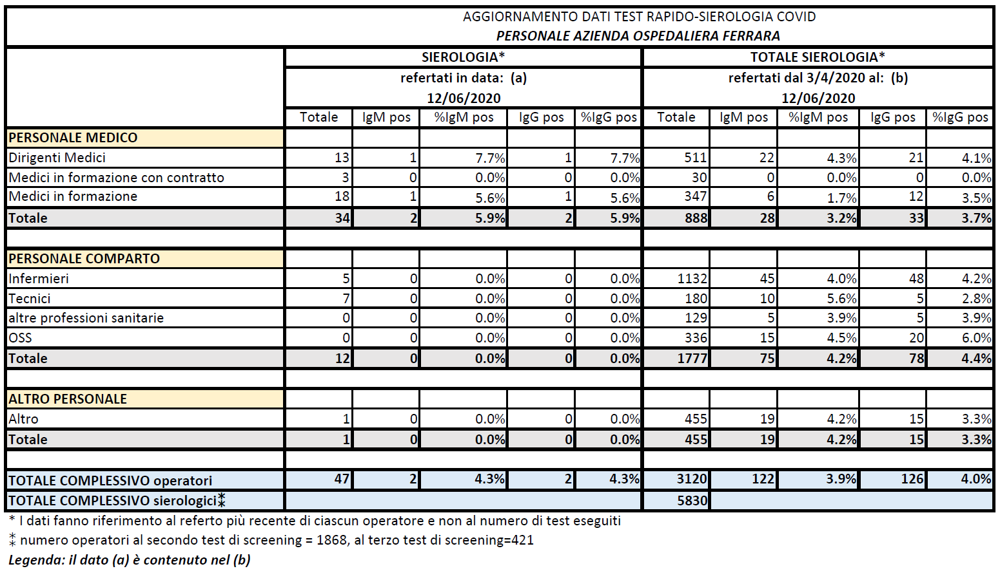 AGGIORNAMENTO DATI TEST RAPIDO-SIEROLOGIA COVID
PERSONALE AZIENDA OSPEDALIERA FERRARA
SIEROLOGIA* TOTALE SIEROLOGIA*
refertati in data: (a) refertati dal 3/4/2020 al: (b)
12/06/2020 12/06/2020
Totale IgM pos %IgM pos IgG pos %IgG pos Totale IgM pos %IgM pos IgG pos %IgG pos
PERSONALE MEDICO
Dirigenti Medici 13 1 7.7% 1 7.7% 511 22 4.3% 21 4.1%
Medici in formazione con contratto 3 0 0.0% 0 0.0% 30 0 0.0% 0 0.0%
Medici in formazione 18 1 5.6% 1 5.6% 347 6 1.7% 12 3.5%
Totale 34 2 5.9% 2 5.9% 888 28 3.2% 33 3.7%
PERSONALE COMPARTO
Infermieri 5 0 0.0% 0 0.0% 1132 45 4.0% 48 4.2%
Tecnici 7 0 0.0% 0 0.0% 180 10 5.6% 5 2.8%
altre professioni sanitarie 0 0 0.0% 0 0.0% 129 5 3.9% 5 3.9%
OSS 0 0 0.0% 0 0.0% 336 15 4.5% 20 6.0%
Totale 12 0 0.0% 0 0.0% 1777 75 4.2% 78 4.4%
ALTRO PERSONALE
Altro 1 0 0.0% 0 0.0% 455 19 4.2% 15 3.3%
Totale 1 0 0.0% 0 0.0% 455 19 4.2% 15 3.3%
TOTALE COMPLESSIVO operatori 47 2 4.3% 2 4.3% 3120 122 3.9% 126 4.0%
TOTALE COMPLESSIVO sierologici⁑ 5830
* I dati fanno riferimento al referto più recente di ciascun operatore e non al numero di test eseguiti
⁑ numero operatori al secondo test di screening = 1868, al terzo test di screening=421
Legenda: il dato (a) è contenuto nel (b)